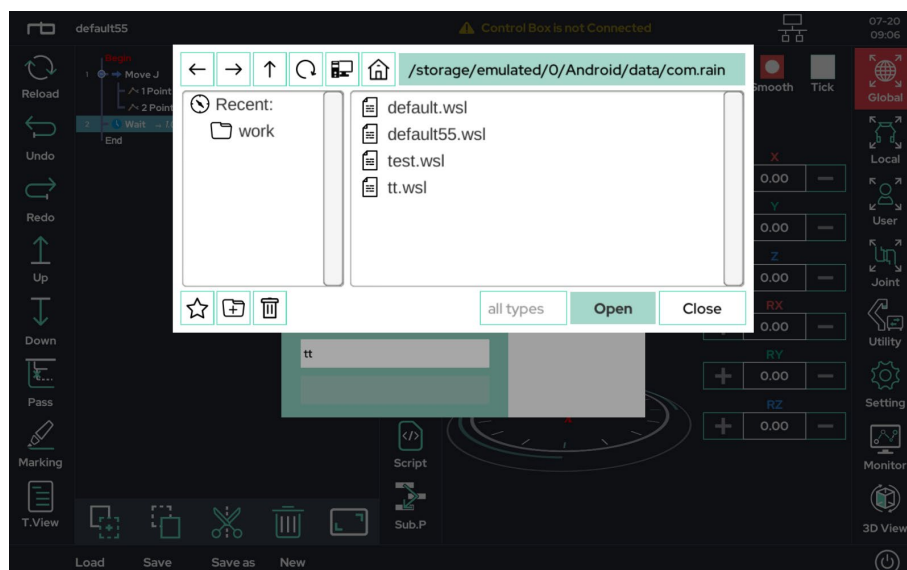 default55
Control Box is not Connected
07-20
09:06
Reload
Undo
Redo
Up
Down
Pass
Marking
T.View
Begin
1 Move J
1 Point
2 Point
2 Wait
End
/storage/emulated/0/Android/data/com.rain
Recent:
work
default.wsl
default55.wsl
test.wsl
tt.wsl
all types
Open
Close
tt
Script
Sub.P
Smooth
Tick
X
0.00
Y
0.00
Z
0.00
RX
0.00
RY
0.00
RZ
0.00
Global
Local
User
Joint
Utility
Setting
Monitor
3D View
Load
Save
Save as
New